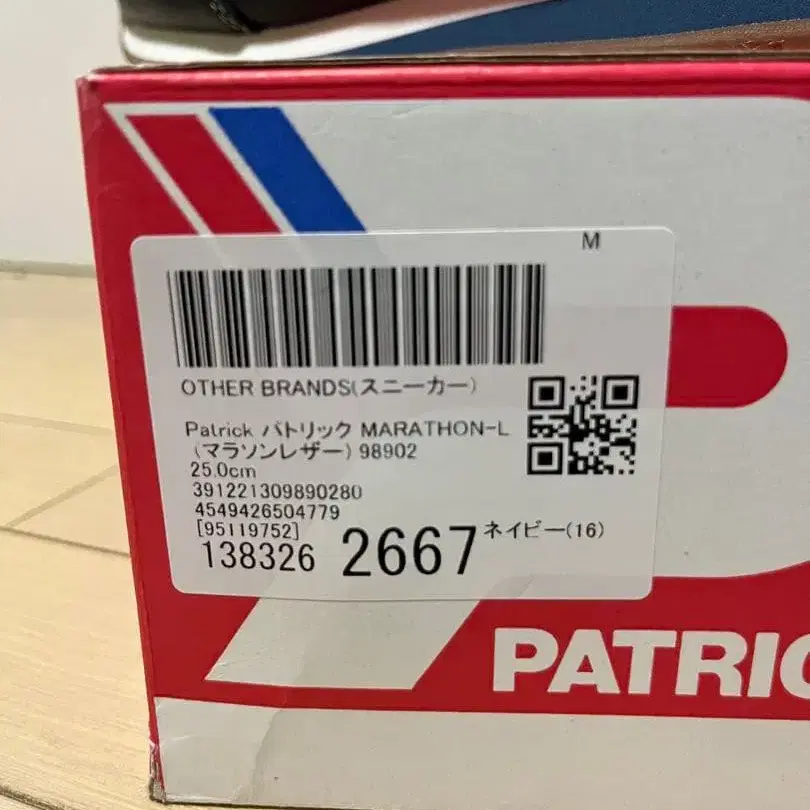 M
OTHER BRANDS(スニーカー)
Patrick パトリック MARATHON-L
(マラソンレザー) 98902
25.0cm
391221309890280
4549426504779
[95119752]
138326 2667 ネイビー(16)
PATRIC